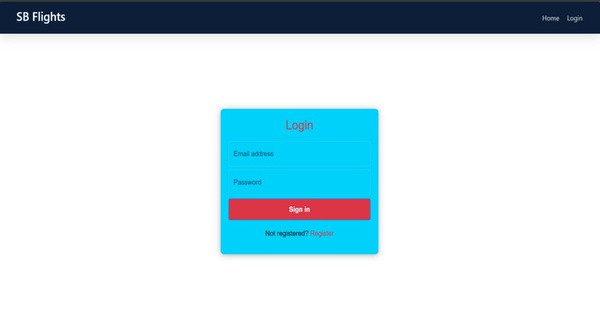 SB Flights
Home Login
Login
Email address
Password
Sign in
Not registered? Register